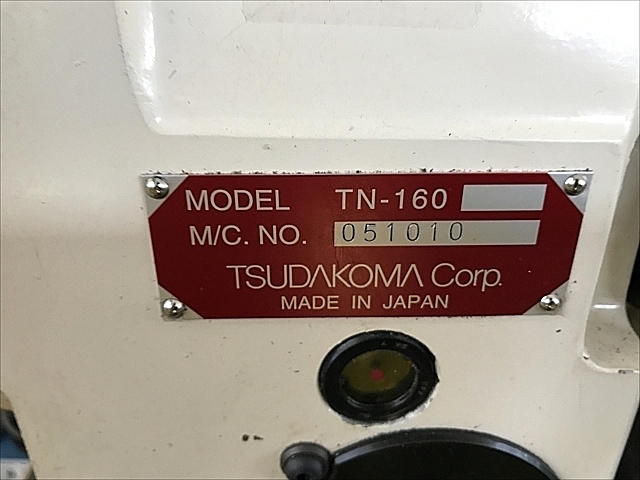 MODEL TN-160
M/C. NO. 051010
TSUDAKOMA Corp.
MADE IN JAPAN